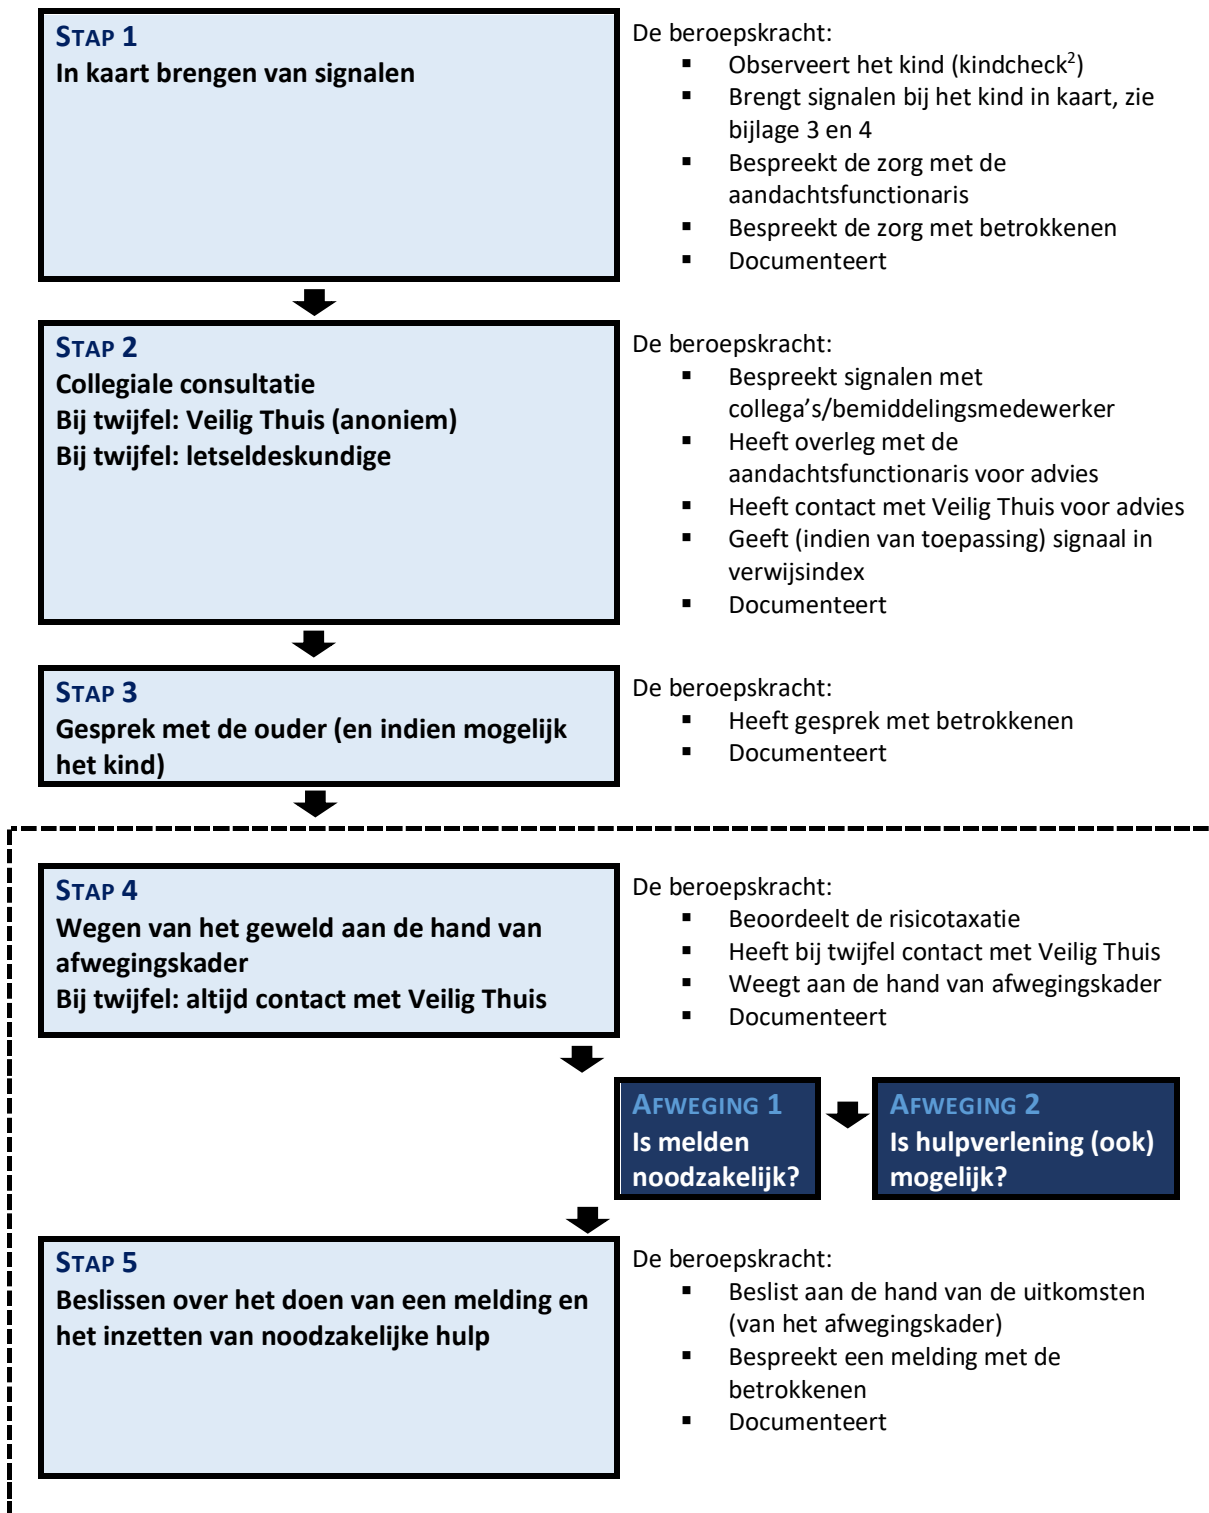 STAP 1
In kaart brengen van signalen
De beroepskracht:
▪ Observeert het kind (kindcheck²)
▪ Brengt signalen bij het kind in kaart, zie
bijlage 3 en 4
▪ Bespreekt de zorg met de
aandachtsfunctionaris
▪ Bespreekt de zorg met betrokkenen
▪ Documenteert
STAP 2
Collegiale consultatie
Bij twijfel: Veilig Thuis (anoniem)
Bij twijfel: letseldeskundige
De beroepskracht:
▪ Bespreekt signalen met
collega’s/bemiddelingsmedewerker
▪ Heeft overleg met de
aandachtsfunctionaris voor advies
▪ Heeft contact met Veilig Thuis voor advies
▪ Geeft (indien van toepassing) signaal in
verwijsindex
▪ Documenteert
STAP 3
Gesprek met de ouder (en indien mogelijk
het kind)
De beroepskracht:
▪ Heeft gesprek met betrokkenen
▪ Documenteert
STAP 4
Wegen van het geweld aan de hand van
afwegingskader
Bij twijfel: altijd contact met Veilig Thuis
De beroepskracht:
▪ Beoordeelt de risicotaxatie
▪ Heeft bij twijfel contact met Veilig Thuis
▪ Weegt aan de hand van afwegingskader
▪ Documenteert
AFWEGING 1
Is melden
noodzakelijk?
AFWEGING 2
Is hulpverlening (ook)
mogelijk?
STAP 5
Beslissen over het doen van een melding en
het inzetten van noodzakelijke hulp
De beroepskracht:
▪ Beslist aan de hand van de uitkomsten
(van het afwegingskader)
▪ Bespreekt een melding met de
betrokkenen
▪ Documenteert